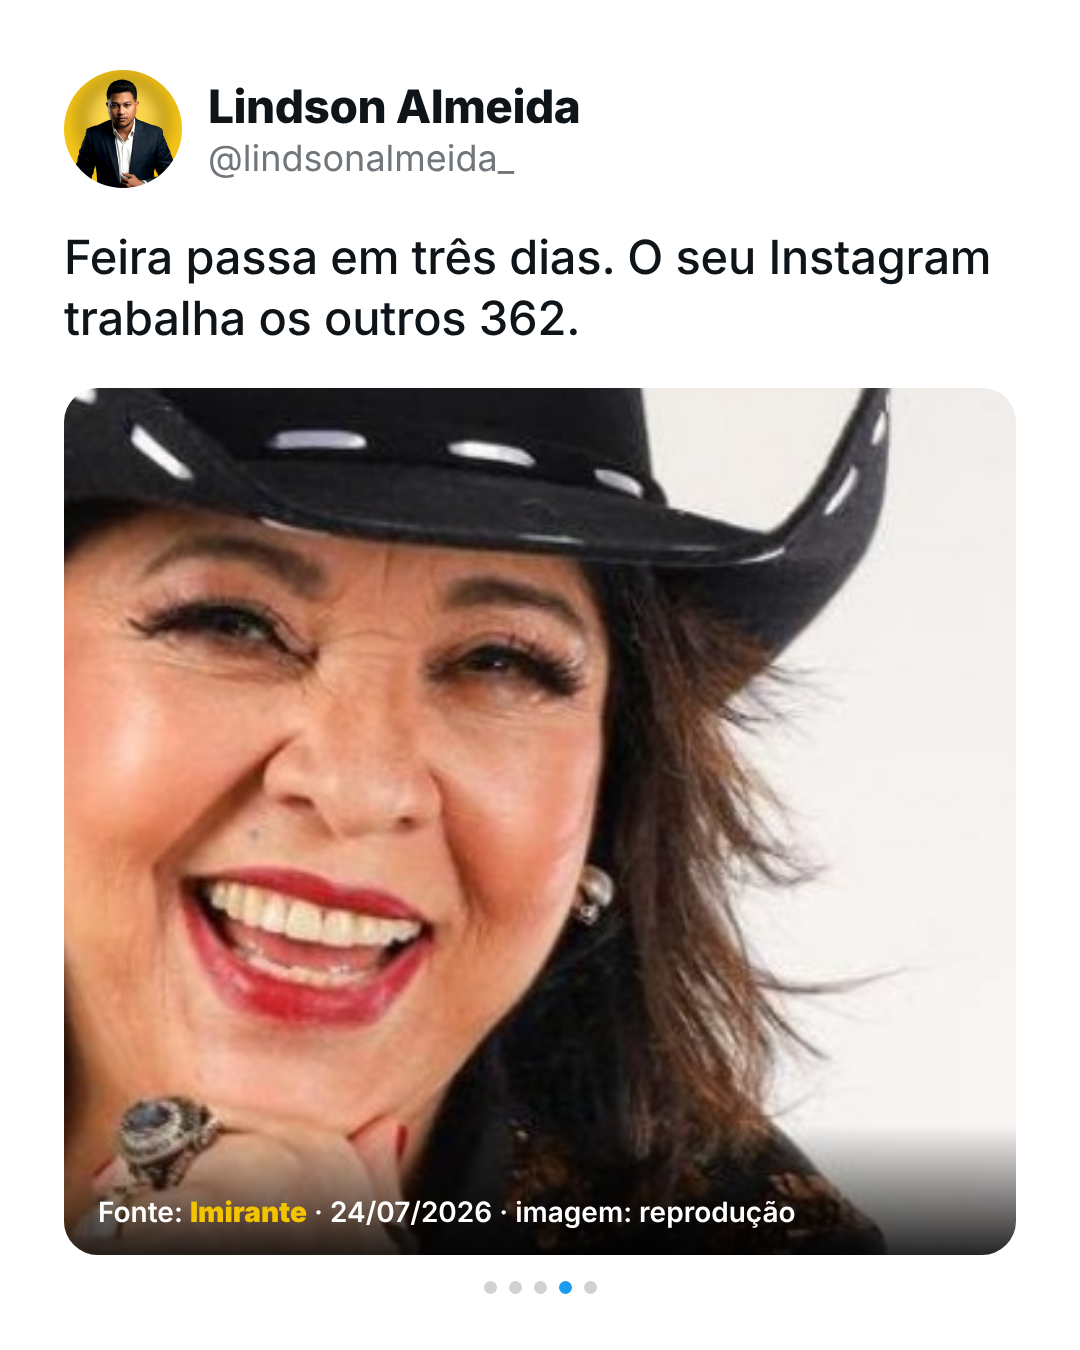 Lindson Almeida
@lindsonalmeida_
Feira passa em três dias. O seu Instagram
trabalha os outros 362.
Fonte: Imirante · 24/07/2026 · imagem: reprodução